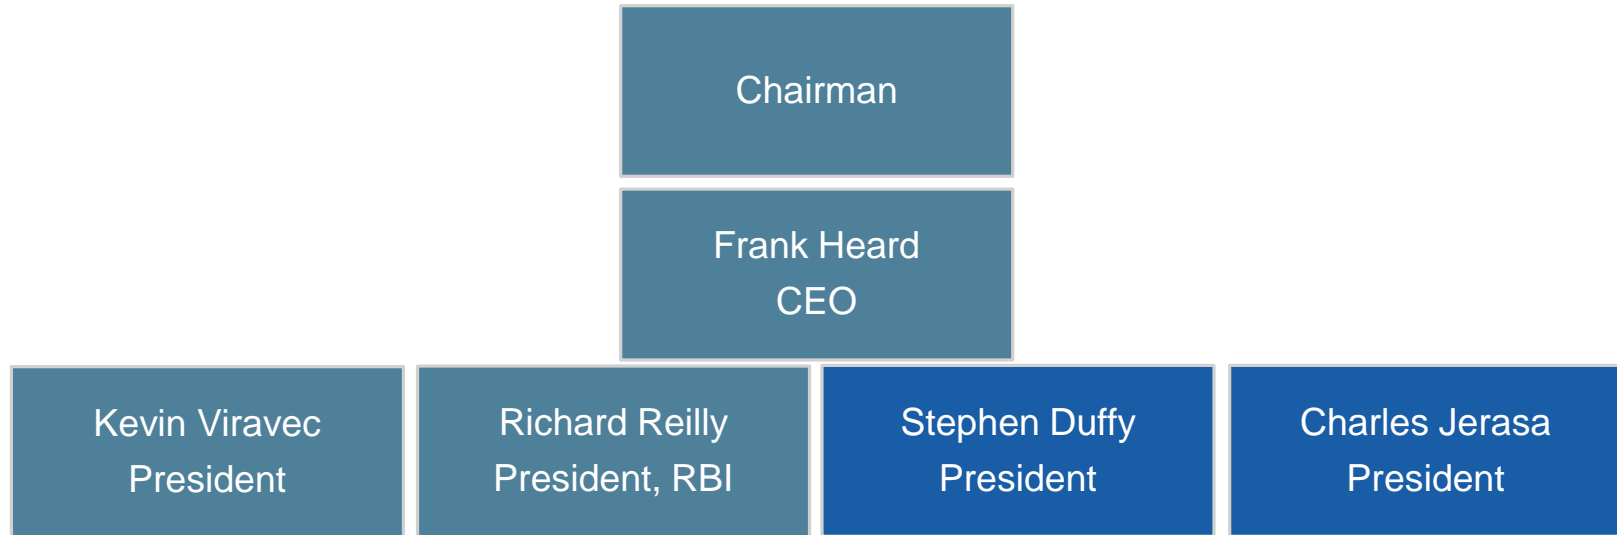 Chairman
Frank Heard
CEO
Kevin Viravec
President
Richard Reilly
President, RBI
Stephen Duffy
President
Charles Jerasa
President